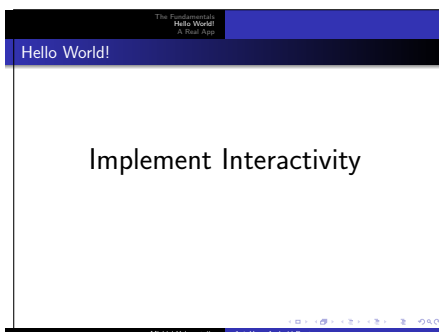 The Fundamentals
Hello World!
A Real App
Hello World!
Implement Interactivity